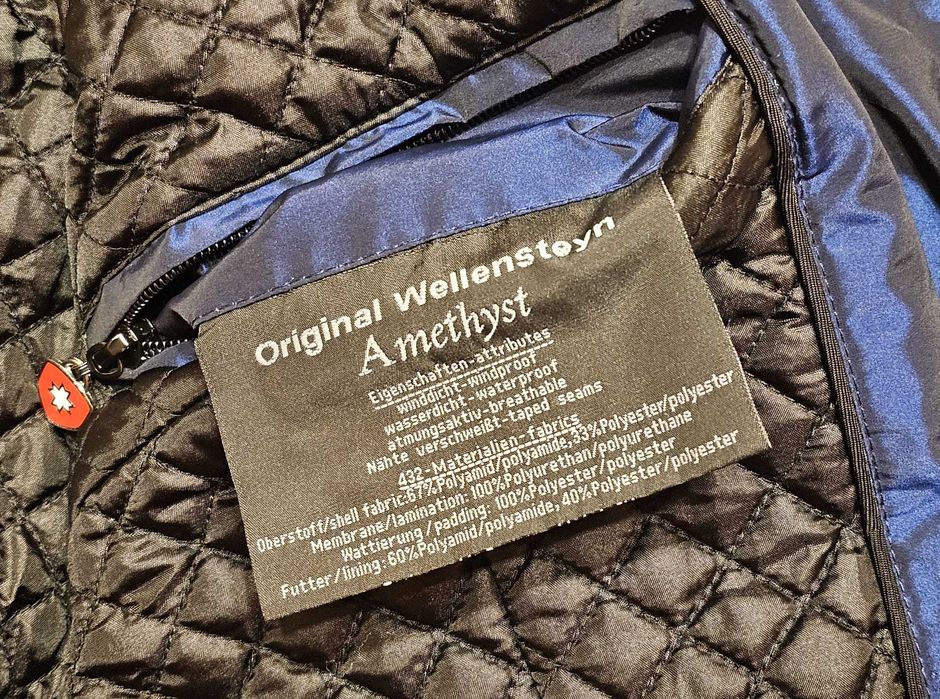 Original Wellensteyn
Amethyst
Eigenschaften-attributes
winddicht-windproof
wasserdicht-waterproof
atmungsaktiv-breathable
Nähte verschweißt-taped seams
432-Materialien-fabrics
Oberstoff/shell fabric:67%Polyamid/polyamide,33%Polyester/polyester
Membrane/lamination:100%Polyurethan/polyurethane
Wattierung/padding: 100%Polyester/polyester
Futter/lining:60%Polyamid/polyamide, 40%Polyester/polyester